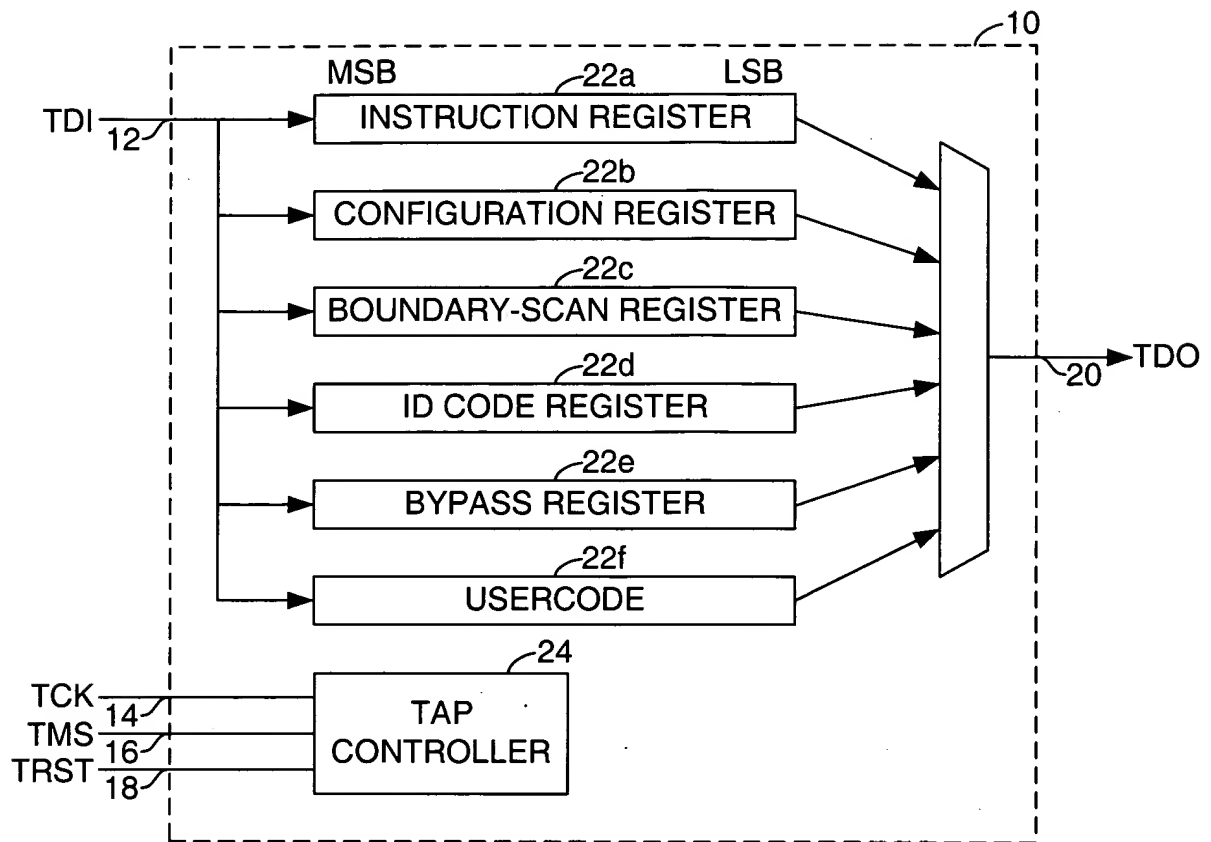 10
MSB LSB
22a
TDI
12
INSTRUCTION REGISTER
22b
CONFIGURATION REGISTER
22c
BOUNDARY-SCAN REGISTER
20
TDO
22d
ID CODE REGISTER
22e
BYPASS REGISTER
22f
USERCODE
24
TCK
14
TMS
16
TRST
18
TAP
CONTROLLER